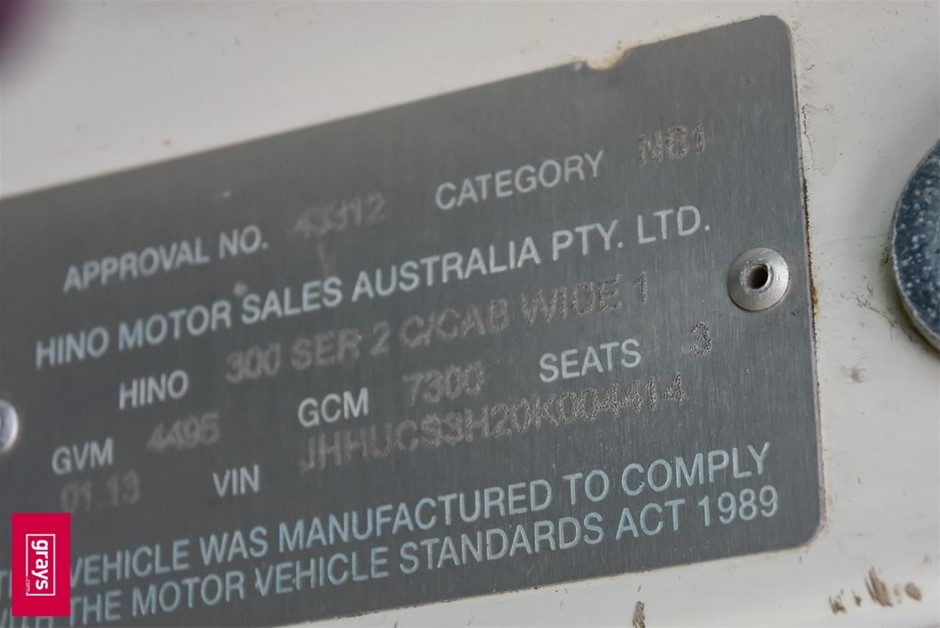 APPROVAL NO. 43312 CATEGORY NB1
HINO MOTOR SALES AUSTRALIA PTY. LTD.
HINO 300 SER 2 C/CAB WIDE 1
GVM 4495 GCM 7300 SEATS 3
01.13 VIN JHHUCS3H20K004414
VEHICLE WAS MANUFACTURED TO COMPLY
WITH THE MOTOR VEHICLE STANDARDS ACT 1989
grays
.com